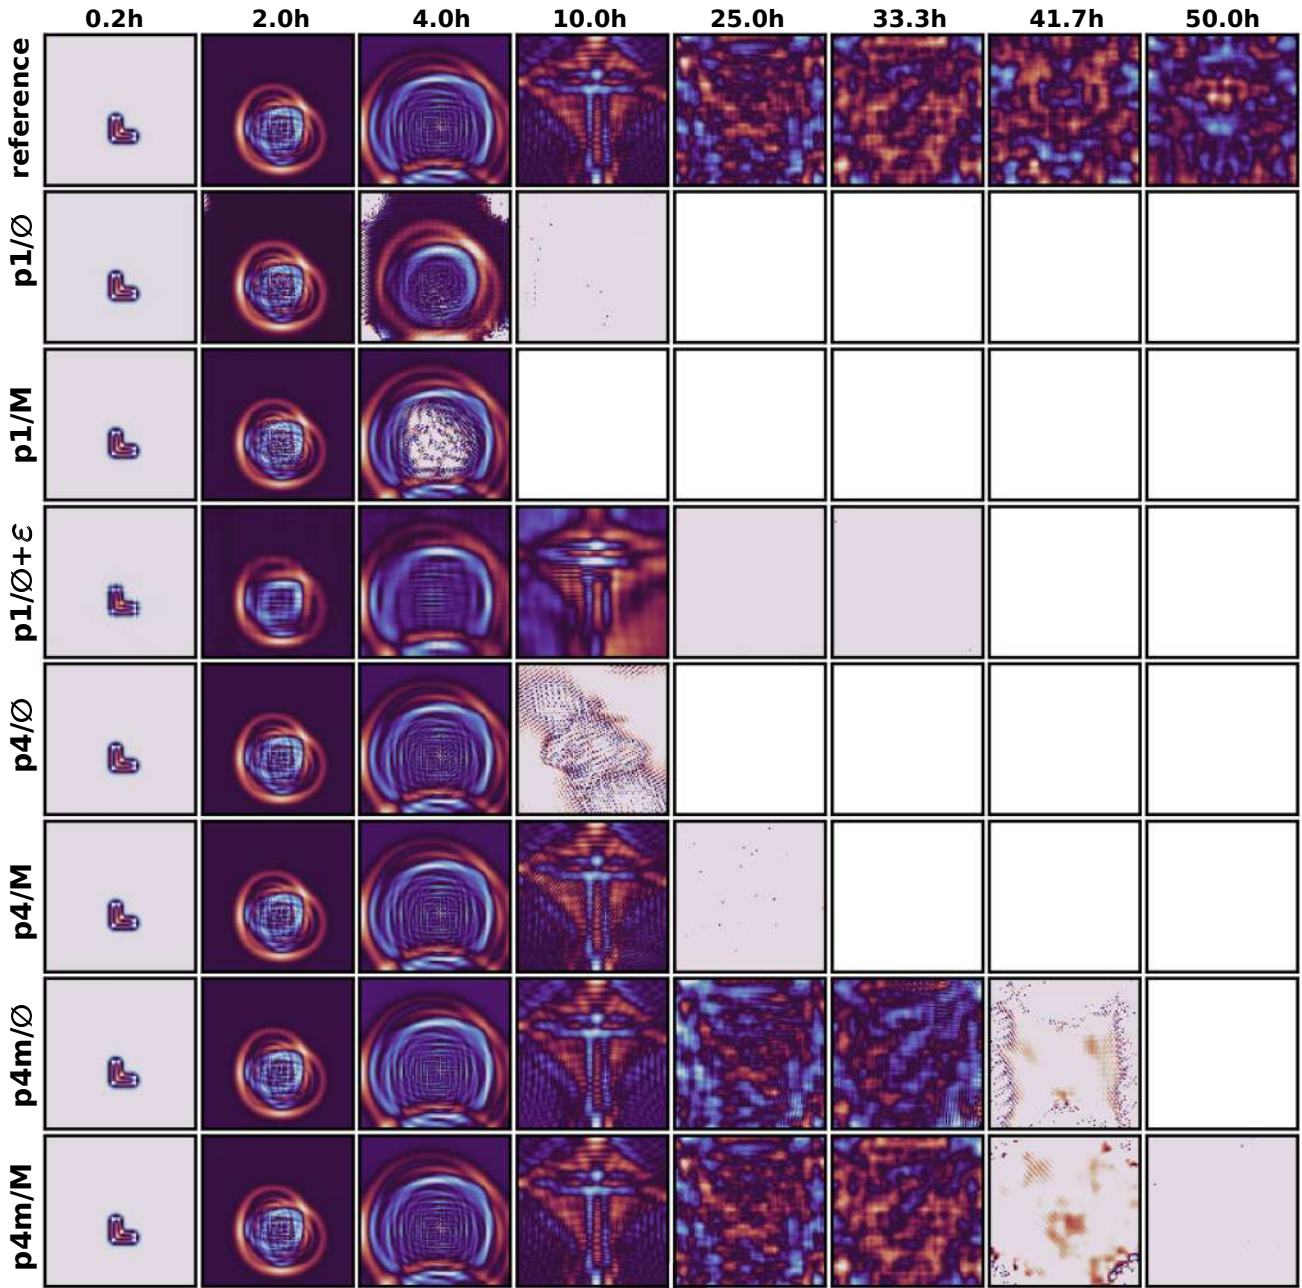 0.2h 2.0h 4.0h 10.0h 25.0h 33.3h 41.7h 50.0h
reference
p1/∅
p1/M
p1/∅+ε
p4/∅
p4/M
p4m/∅
p4m/M